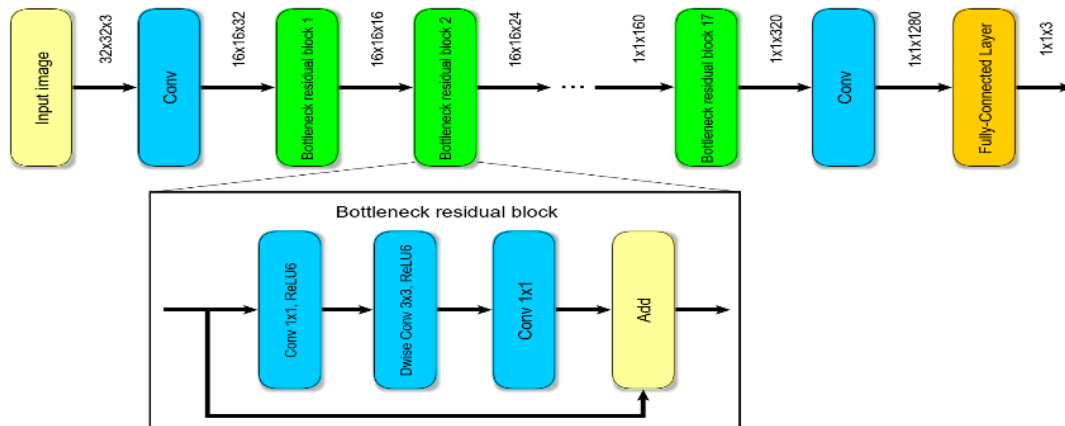 Input image
32x32x3
Conv
16x16x32
Bottleneck residual block 1
16x16x16
Bottleneck residual block 2
16x16x24
...
1x1x160
Bottleneck residual block 17
1x1x320
Conv
1x1x1280
Fully-Connected Layer
1x1x3
Bottleneck residual block
Conv 1x1, ReLU6
Dwise Conv 3x3, ReLU6
Conv 1x1
Add